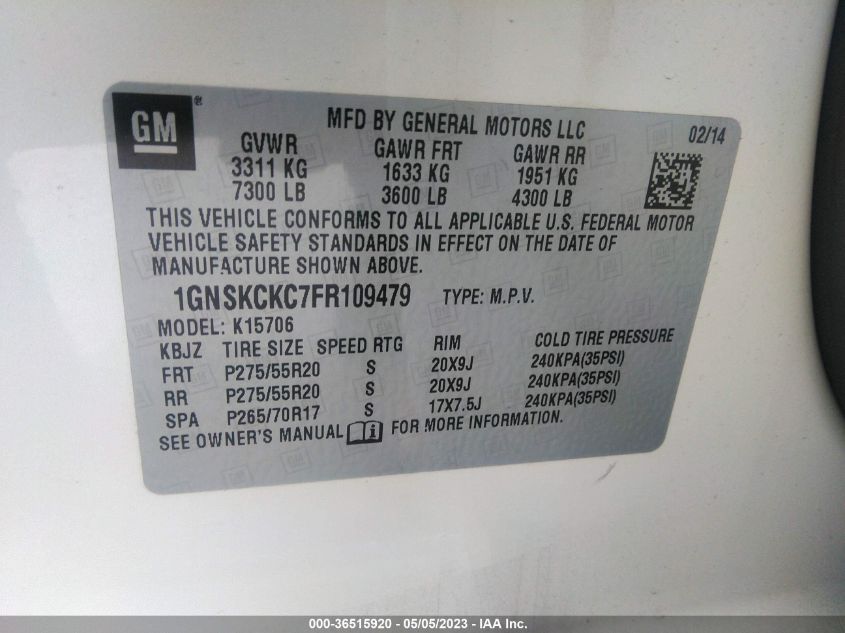 GM®
MFD BY GENERAL MOTORS LLC 02/14
GVWR GAWR FRT GAWR RR
3311 KG 1633 KG 1951 KG
7300 LB 3600 LB 4300 LB
THIS VEHICLE CONFORMS TO ALL APPLICABLE U.S. FEDERAL MOTOR
VEHICLE SAFETY STANDARDS IN EFFECT ON THE DATE OF
MANUFACTURE SHOWN ABOVE.
1GNSKCKC7FR109479 TYPE: M.P.V.
MODEL: K15706
KBJZ TIRE SIZE SPEED RTG RIM COLD TIRE PRESSURE
FRT P275/55R20 S 20X9J 240KPA(35PSI)
RR P275/55R20 S 20X9J 240KPA(35PSI)
SPA P265/70R17 S 17X7.5J 240KPA(35PSI)
SEE OWNER'S MANUAL i FOR MORE INFORMATION.
000-36515920 - 05/05/2023 - IAA Inc.